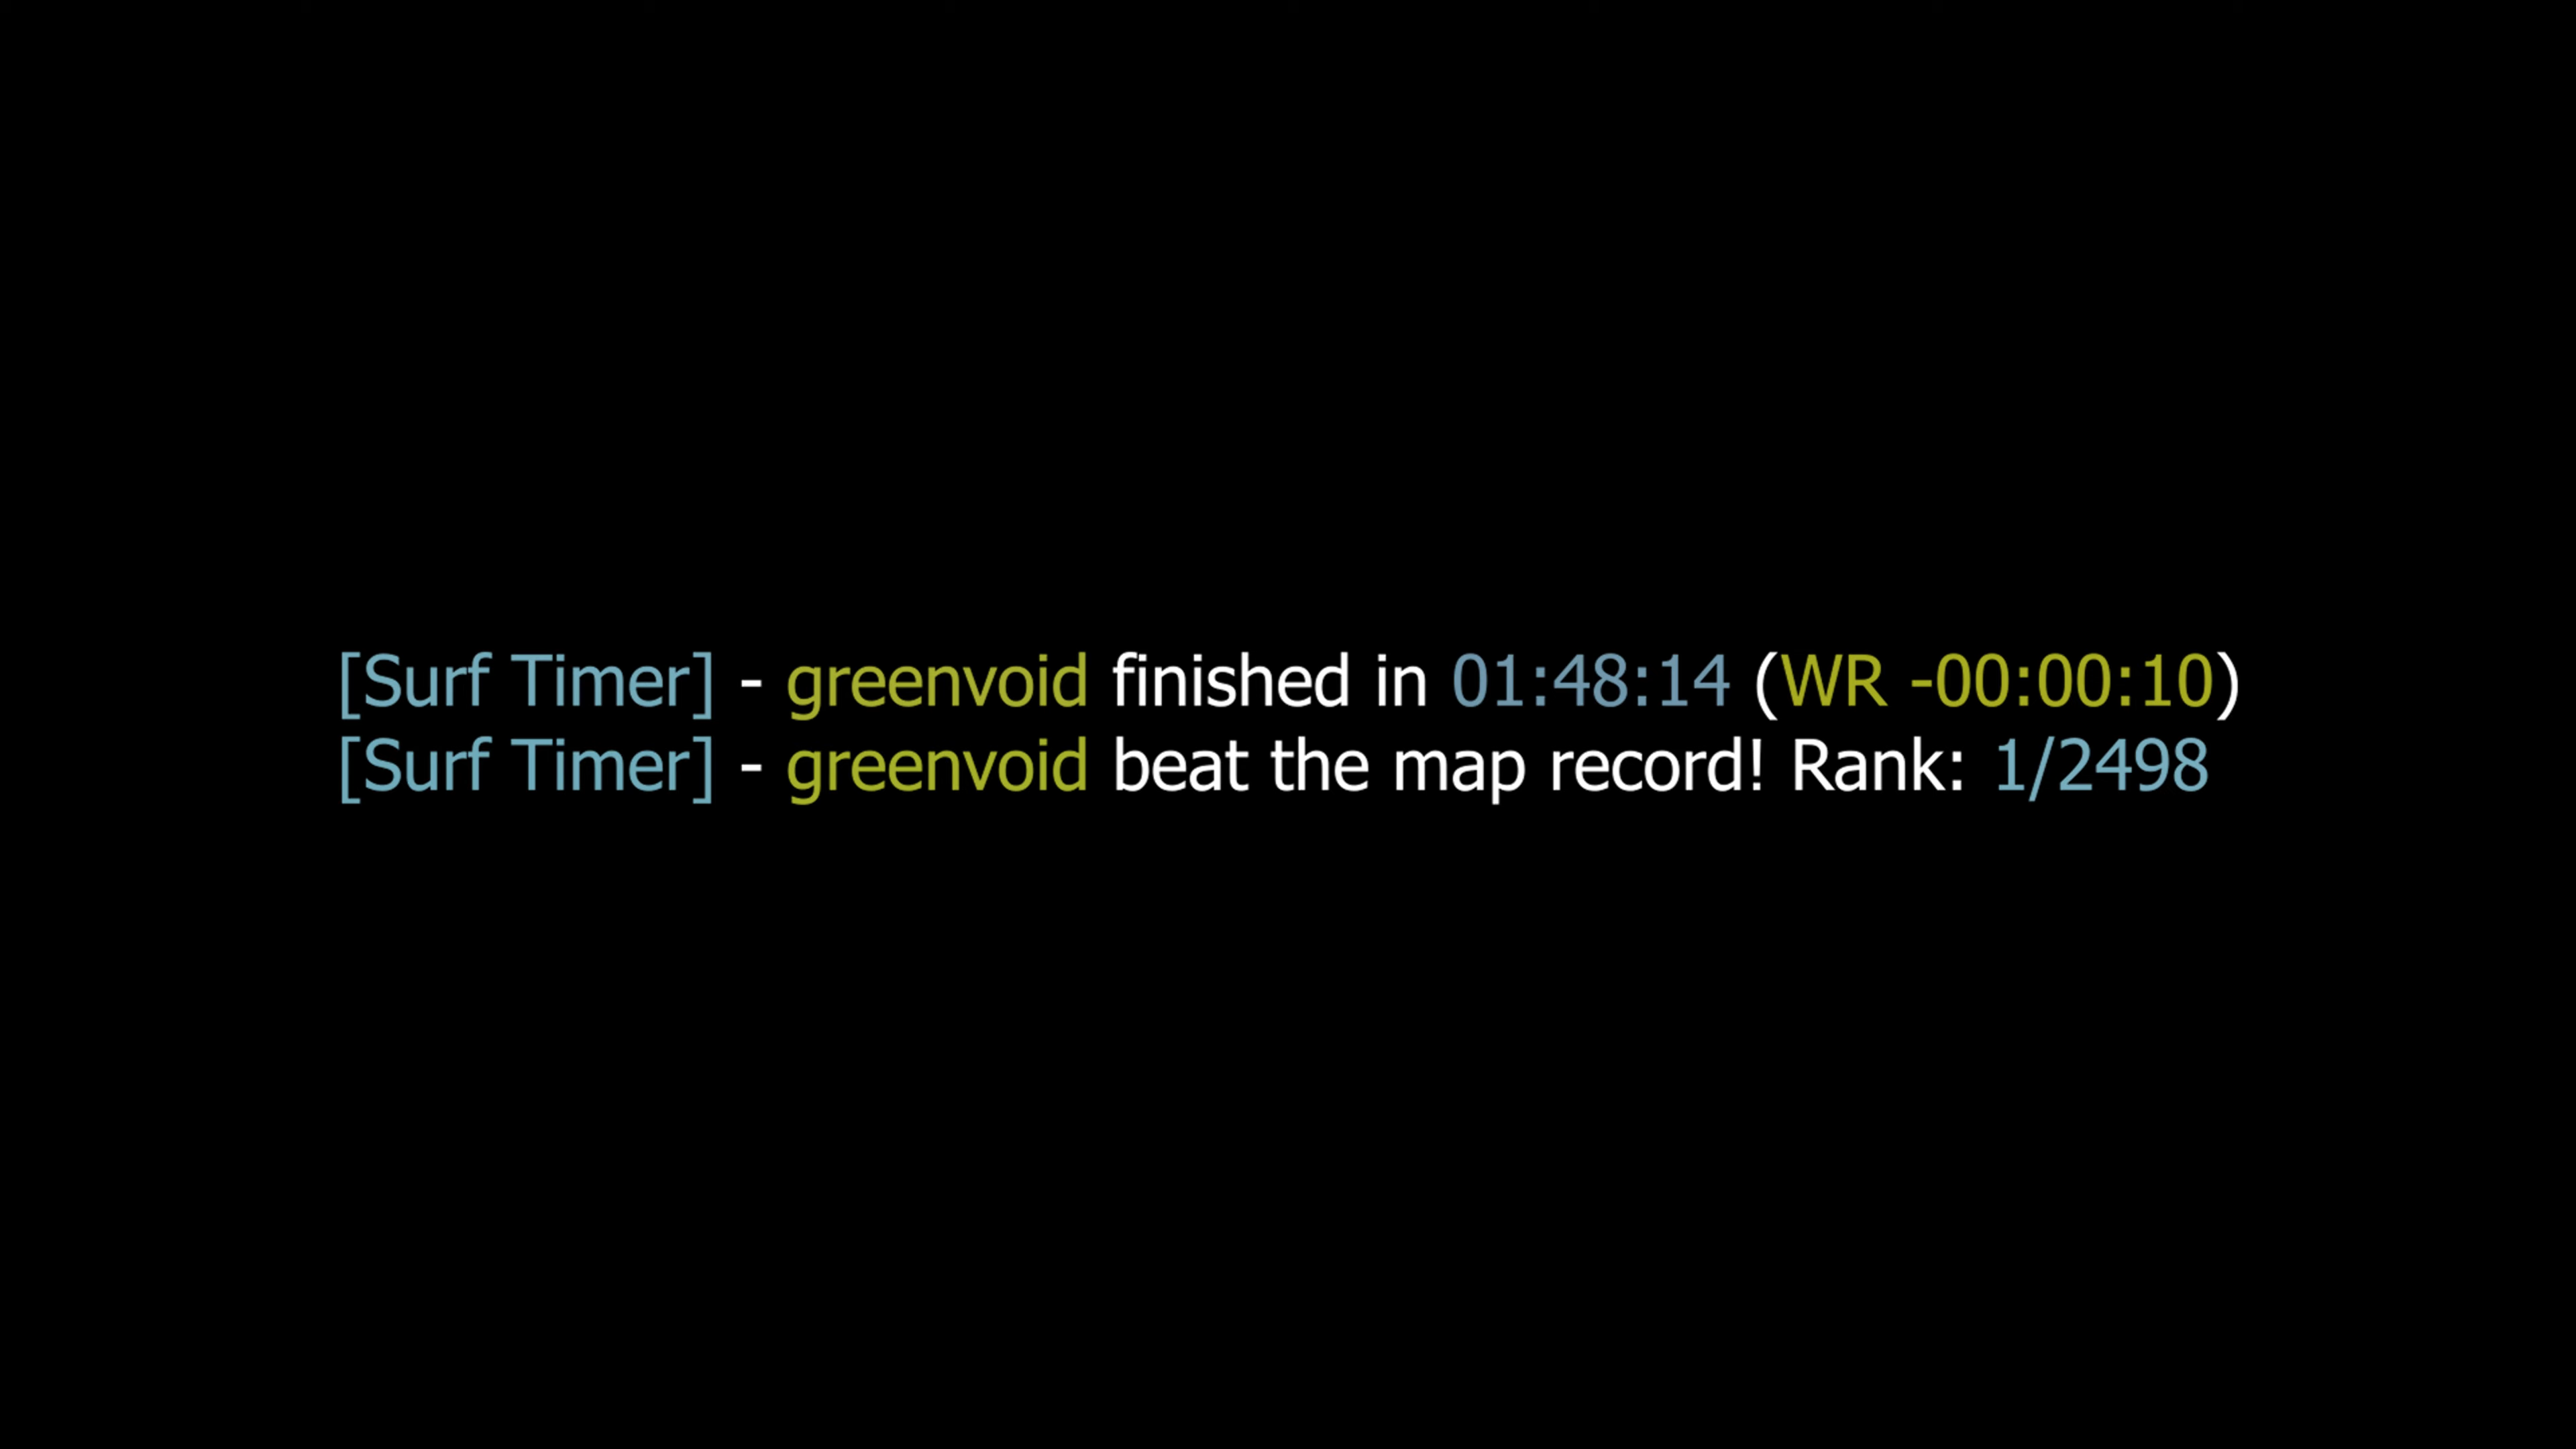 [Surf Timer] - greenvoid finished in 01:48:14 (WR -00:00:10)
[Surf Timer] - greenvoid beat the map record! Rank: 1/2498